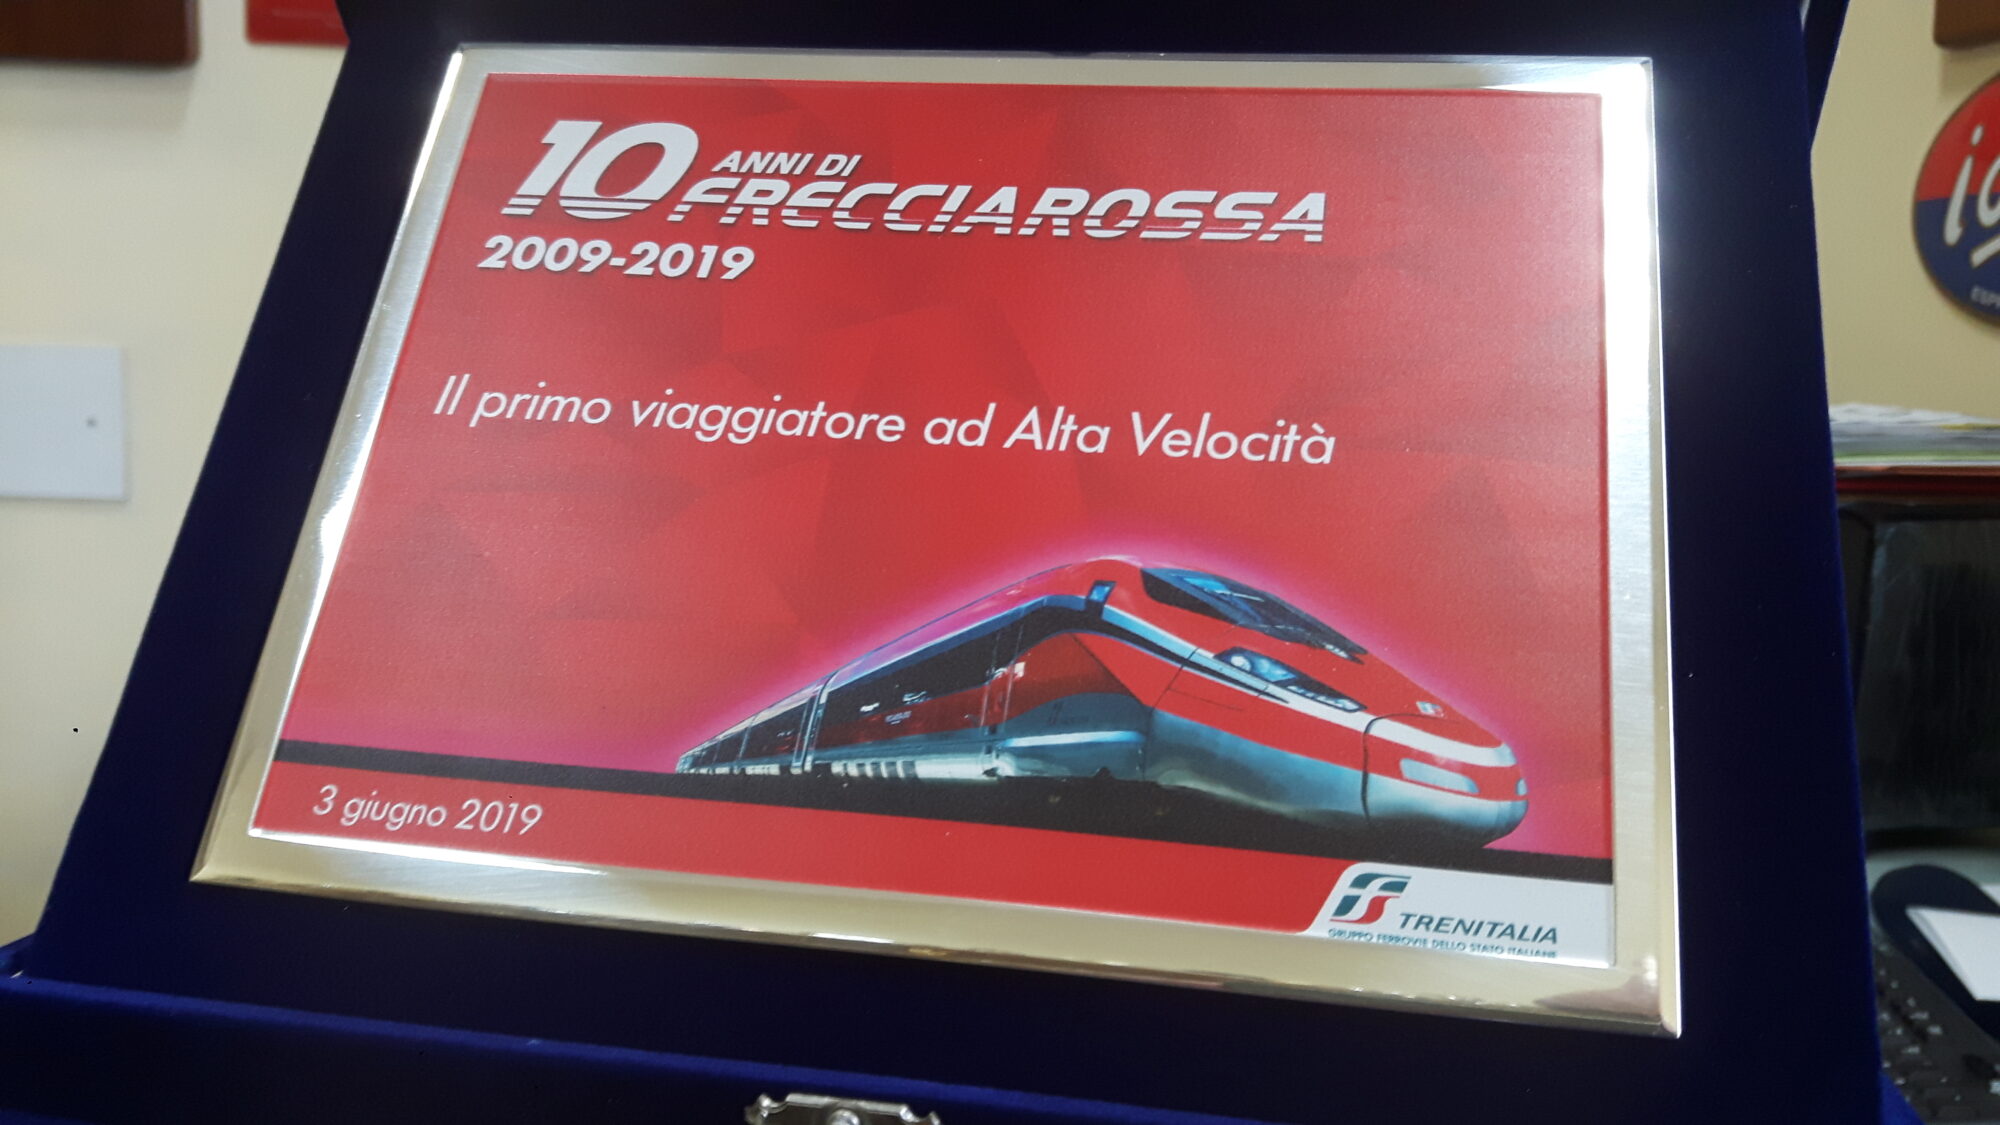 10 ANNI DI
FRECCIAROSSA
2009-2019
Il primo viaggiatore ad Alta Velocità
3 giugno 2019
TRENITALIA
GRUPPO FERROVIE DELLO STATO ITALIANE